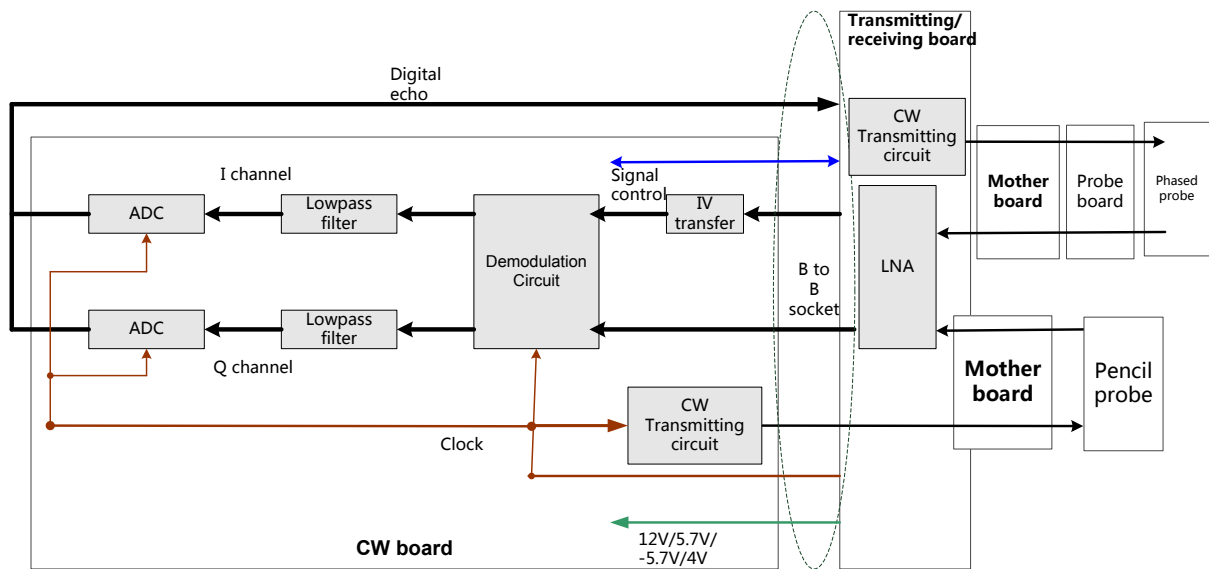 Transmitting/
receiving board
Digital
echo
CW
Transmitting
circuit
Mother
board
Probe
board
Phased
probe
I channel
Signal
control
ADC
Lowpass
filter
IV
transfer
Demodulation
Circuit
LNA
B to
B
socket
ADC
Lowpass
filter
Q channel
Mother
board
Pencil
probe
CW
Transmitting
circuit
Clock
12V/5.7V/
-5.7V/4V
CW board